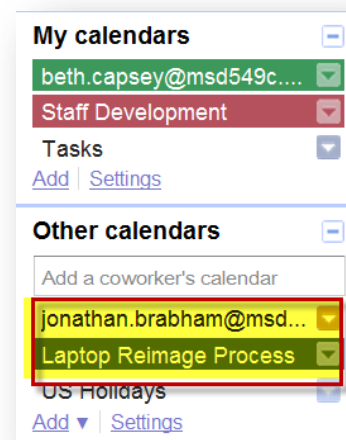 My calendars
beth.capsey@msd549c....
Staff Development
Tasks
Add Settings
Other calendars
Add a coworker's calendar
jonathan.brabham@msd...
Laptop Reimage Process
US Holidays
Add ▼ Settings